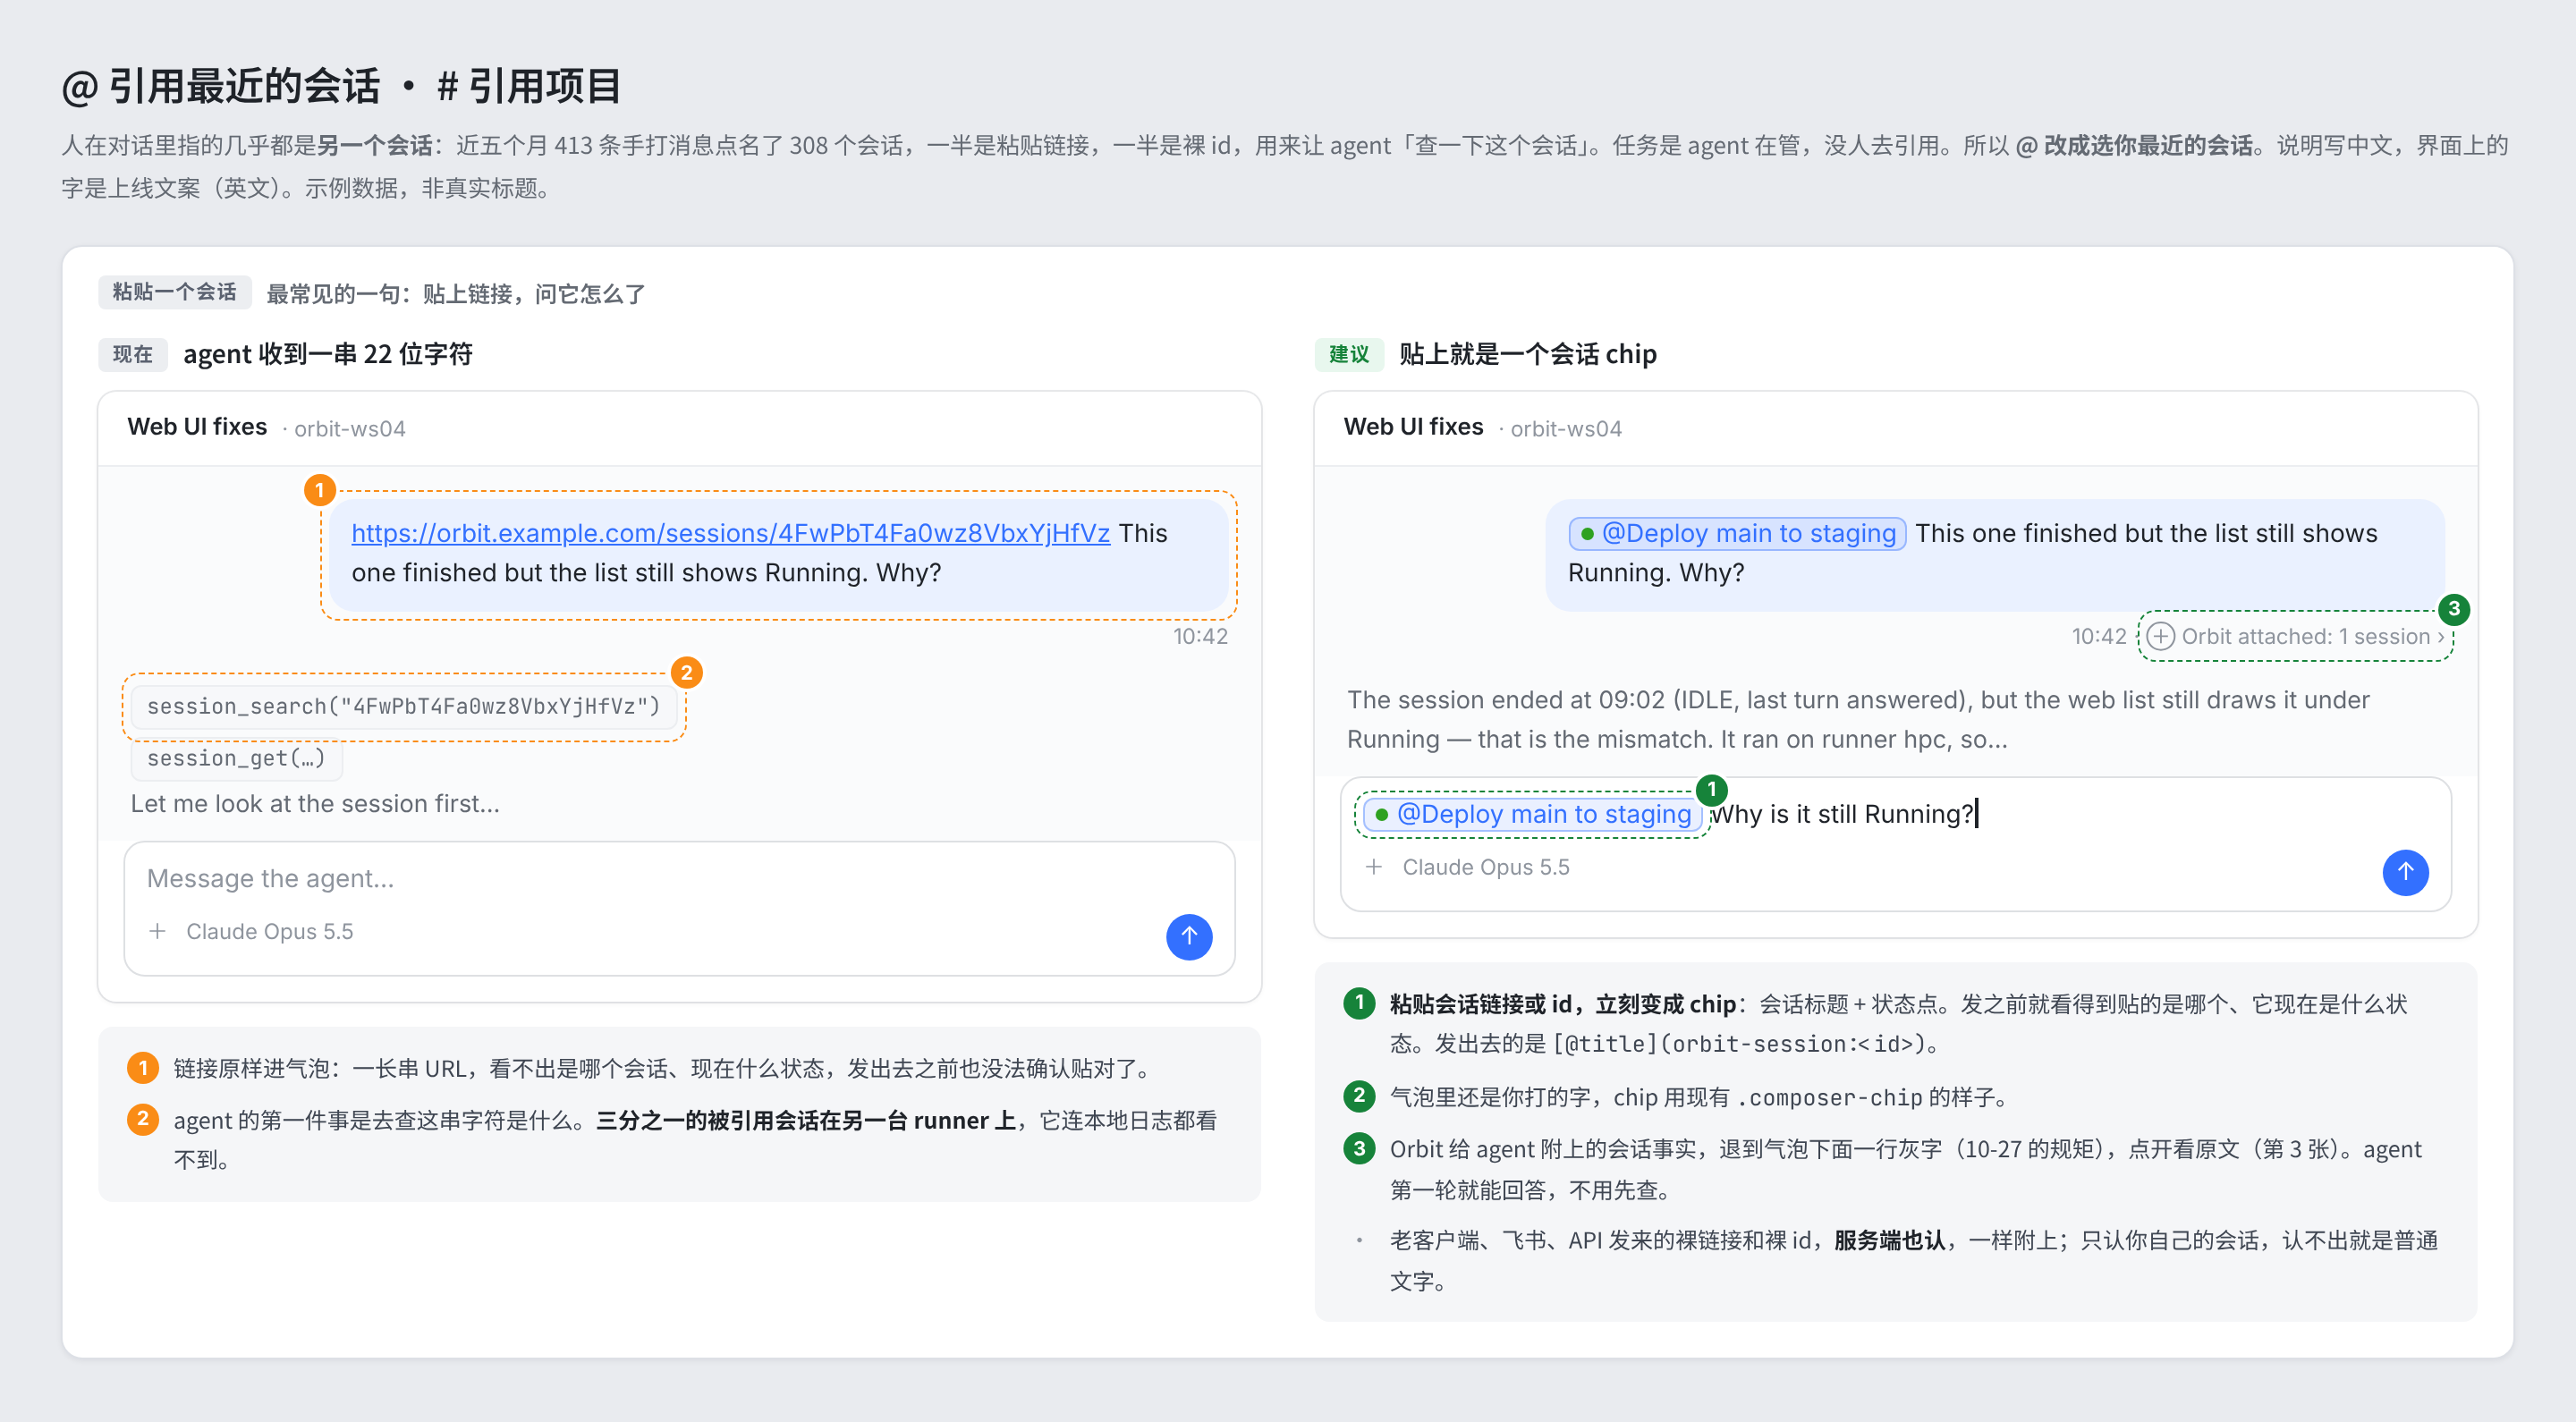 @ 引用最近的会话 · # 引用项目
人在对话里指的几乎都是另一个会话：近五个月 413 条手打消息点名了 308 个会话，一半是粘贴链接，一半是裸 id，用来让 agent「查一下这个会话」。任务是 agent 在管，没人去引用。所以 @ 改成选你最近的会话。说明写中文，界面上的
字是上线文案（英文）。示例数据，非真实标题。
粘贴一个会话 最常见的一句：贴上链接，问它怎么了
现在 agent 收到一串 22 位字符
Web UI fixes · orbit-ws04
1
https://orbit.example.com/sessions/4FwPbT4Fa0wz8VbxYjHfVz This
one finished but the list still shows Running. Why?
10:42
2
session_search("4FwPbT4Fa0wz8VbxYjHfVz")
session_get(…)
Let me look at the session first…
Message the agent…
+ Claude Opus 5.5
1 链接原样进气泡：一长串 URL，看不出是哪个会话、现在什么状态，发出去之前也没法确认贴对了。
2 agent 的第一件事是去查这串字符是什么。三分之一的被引用会话在另一台 runner 上，它连本地日志都看
不到。
建议 贴上就是一个会话 chip
Web UI fixes · orbit-ws04
@Deploy main to staging This one finished but the list still shows
Running. Why?
3
10:42 · Orbit attached: 1 session ›
The session ended at 09:02 (IDLE, last turn answered), but the web list still draws it under
Running — that is the mismatch. It ran on runner hpc, so…
1
@Deploy main to staging Why is it still Running?
+ Claude Opus 5.5
1 粘贴会话链接或 id，立刻变成 chip：会话标题 + 状态点。发之前就看得到贴的是哪个、它现在是什么状
态。发出去的是 [@title](orbit-session:<id>)。
2 气泡里还是你打的字，chip 用现有 .composer-chip 的样子。
3 Orbit 给 agent 附上的会话事实，退到气泡下面一行灰字（10-27 的规矩），点开看原文（第 3 张）。agent
第一轮就能回答，不用先查。
· 老客户端、飞书、API 发来的裸链接和裸 id，服务端也认，一样附上；只认你自己的会话，认不出就是普通
文字。